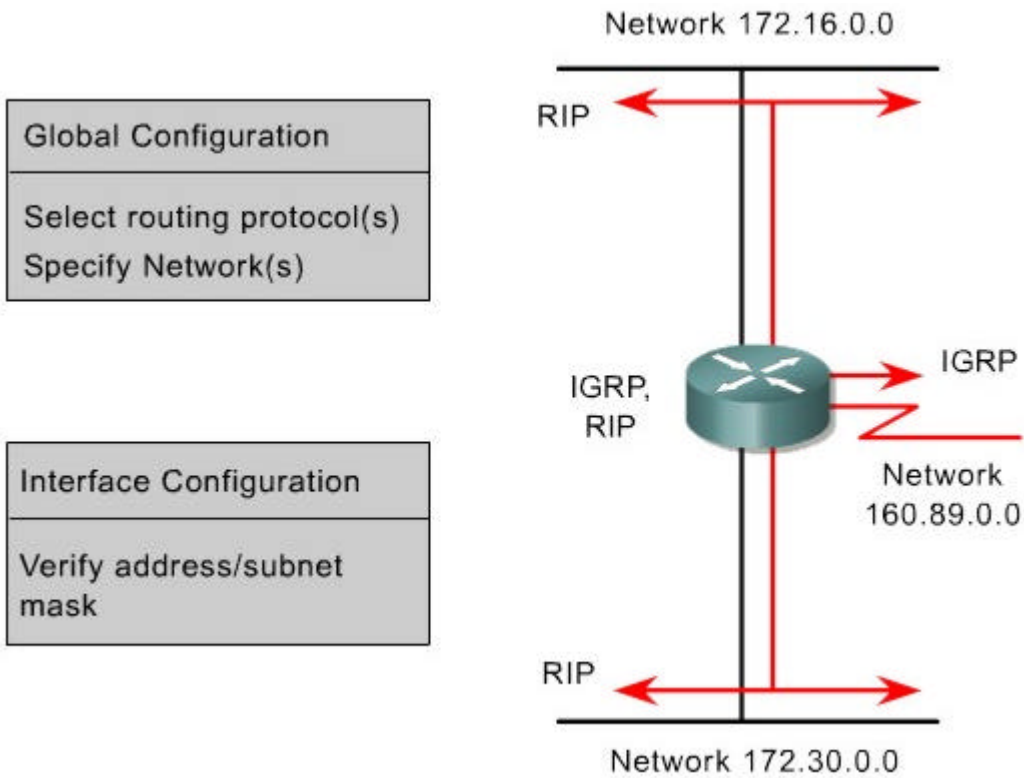 Network 172.16.0.0
RIP
Global Configuration
Select routing protocol(s)
Specify Network(s)
IGRP,
RIP
IGRP
Network
160.89.0.0
Interface Configuration
Verify address/subnet
mask
RIP
Network 172.30.0.0